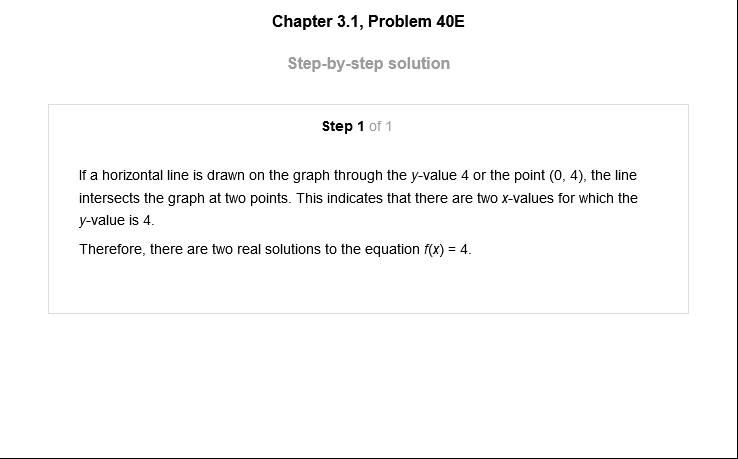 Chapter 3.1, Problem 40E
Step-by-step solution
Step 1 of 1
If a horizontal line is drawn on the graph through the y-value 4 or the point (0, 4), the line
intersects the graph at two points. This indicates that there are two x-values for which the
y-value is 4.
Therefore, there are two real solutions to the equation f(x) = 4.